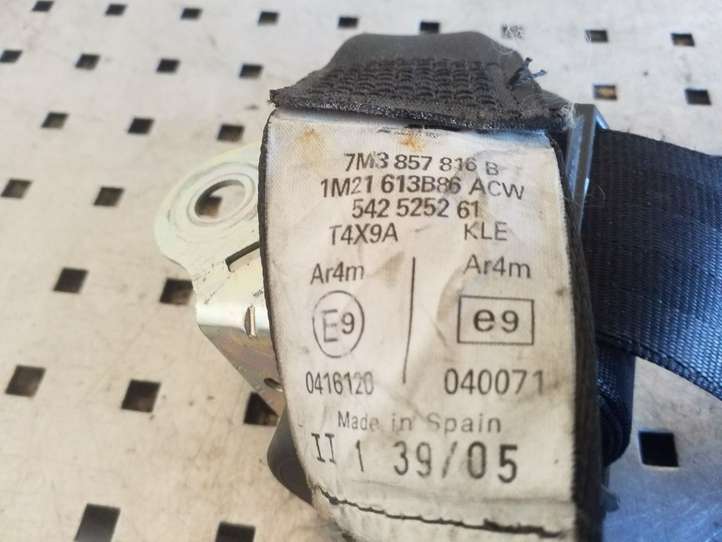 7M3 857 816 B
1M21 613B86 ACW
542 5252 61
T4X9A KLE
Ar4m Ar4m
E9 e9
0416120 040071
Made in Spain
II 1 39/05